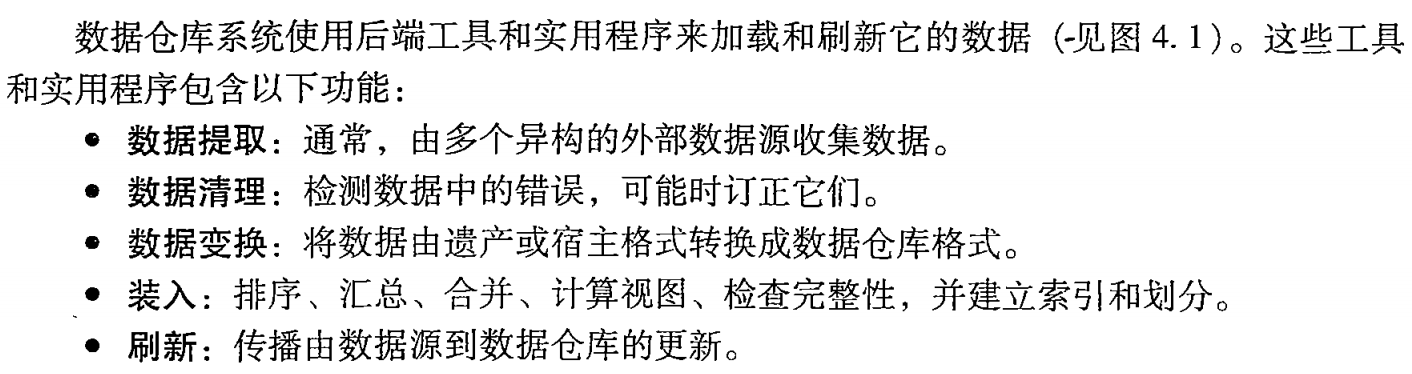 数据仓库系统使用后端工具和实用程序来加载和刷新它的数据 (-见图 4. 1)。这些工具
和实用程序包含以下功能：
● 数据提取：通常，由多个异构的外部数据源收集数据。
● 数据清理：检测数据中的错误，可能时订正它们。
● 数据变换：将数据由遗产或宿主格式转换成数据仓库格式。
● 装入：排序、汇总、合并、计算视图、检查完整性，并建立索引和划分。
● 刷新：传播由数据源到数据仓库的更新。